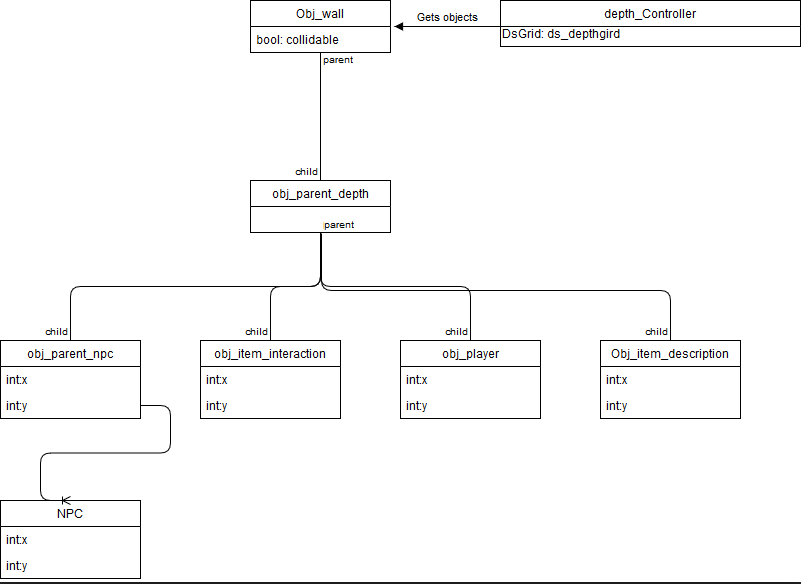 Obj_wall
bool: collidable
Gets objects
depth_Controller
DsGrid: ds_depthgird
parent
child
obj_parent_depth
parent
child
child
child
child
obj_parent_npc
int:x
int:y
obj_item_interaction
int:x
int:y
obj_player
int:x
int:y
Obj_item_description
int:x
int:y
NPC
int:x
int:y